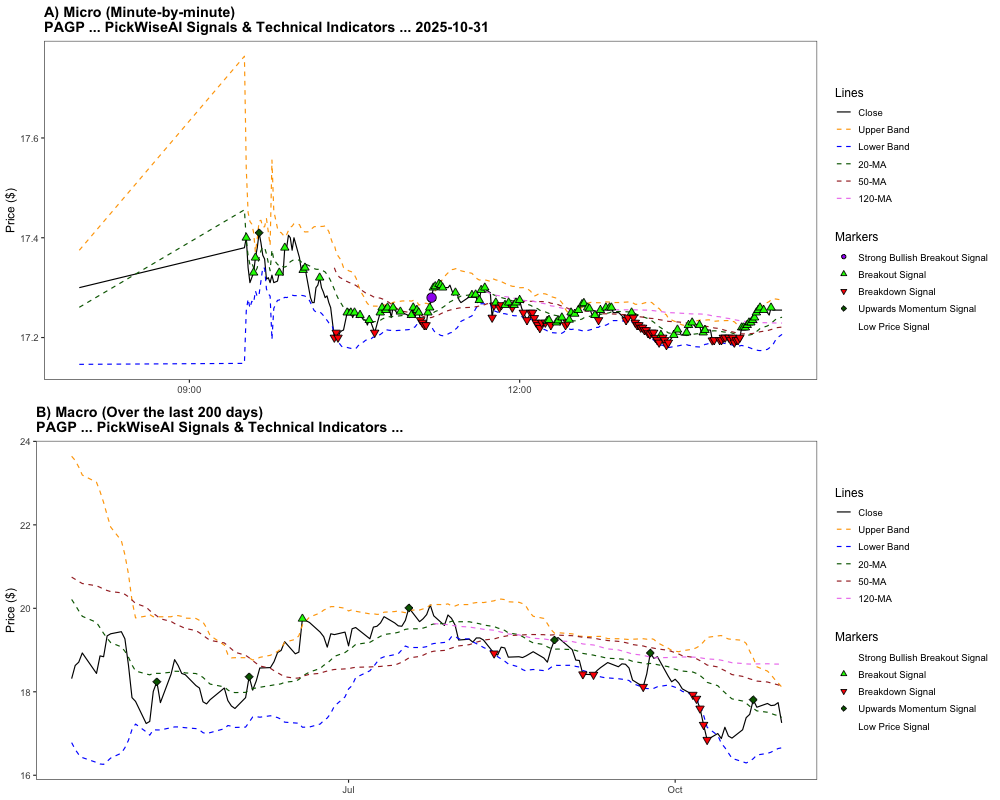 A) Micro (Minute-by-minute)
PAGP ... PickWiseAI Signals & Technical Indicators ... 2025-10-31
Price ($)
17.6
17.4
17.2
09:00
12:00
Lines
Close
Upper Band
Lower Band
20-MA
50-MA
120-MA
Markers
Strong Bullish Breakout Signal
Breakout Signal
Breakdown Signal
Upwards Momentum Signal
Low Price Signal
B) Macro (Over the last 200 days)
PAGP ... PickWiseAI Signals & Technical Indicators ...
Price ($)
24
22
20
18
16
Jul
Oct
Lines
Close
Upper Band
Lower Band
20-MA
50-MA
120-MA
Markers
Strong Bullish Breakout Signal
Breakout Signal
Breakdown Signal
Upwards Momentum Signal
Low Price Signal